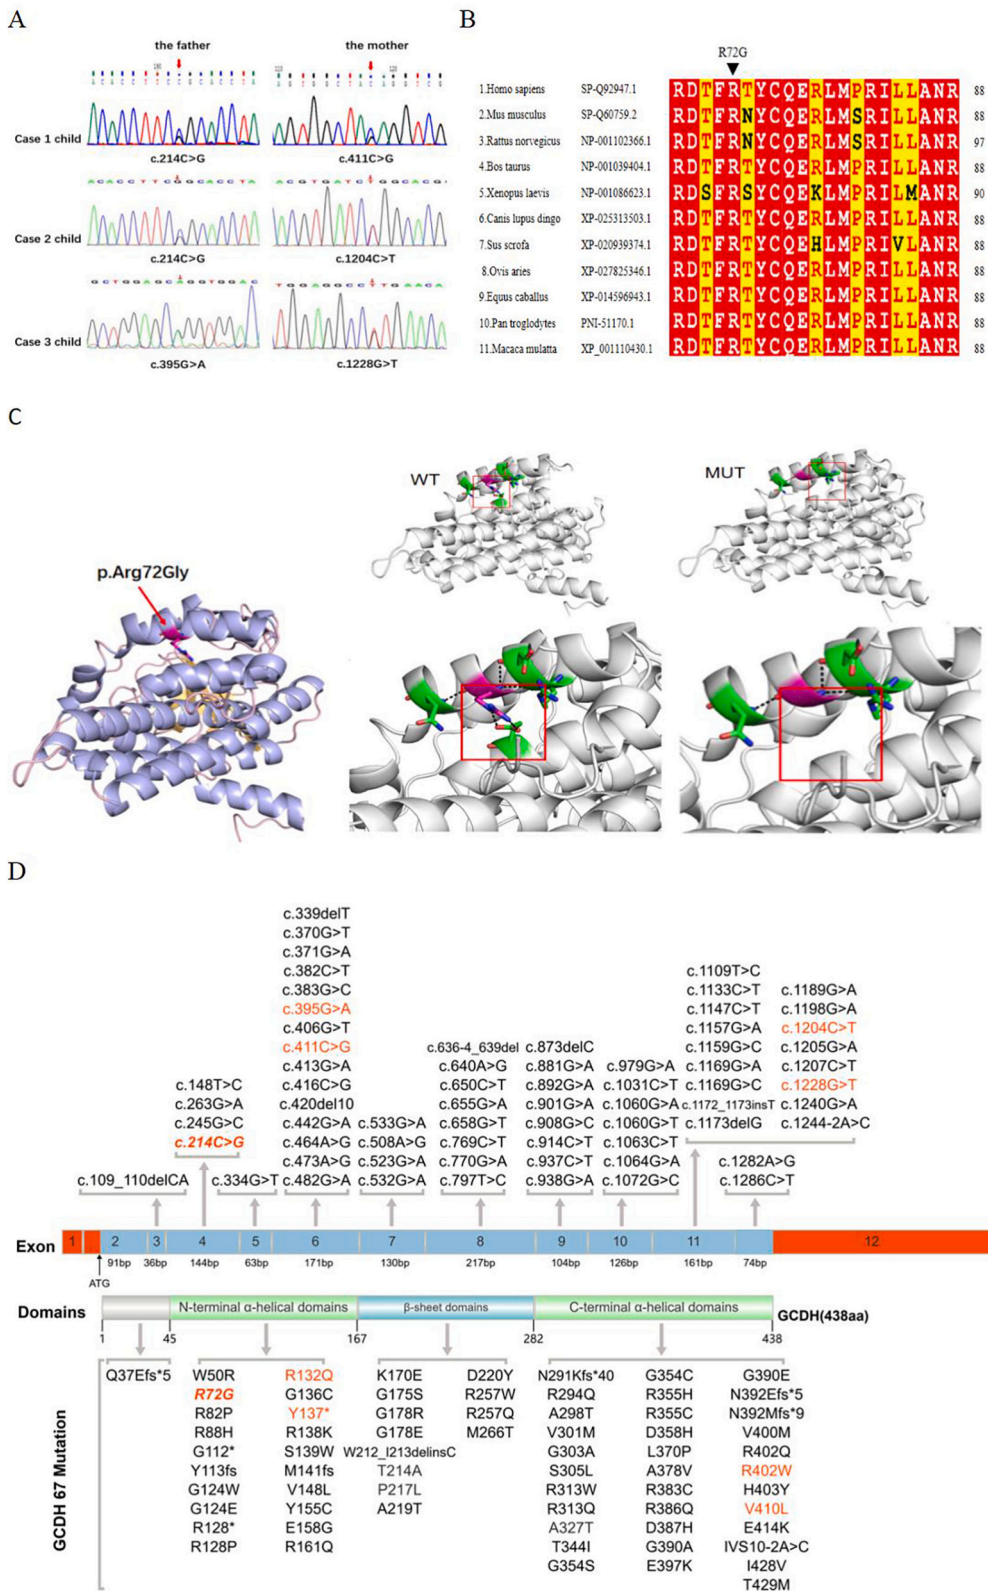 A
the father
the mother
Case 1 child
c.214C>G
c.411C>G
ACACCTTCGGCACCTA
Case 2 child
c.214C>G
c.1204C>T
GCTGGAGCAGGTGGAC
TGGAGGCCTTGAACA
Case 3 child
c.395G>A
c.1228G>T
B
R72G
1.Homo sapiens SP-Q92947.1 RDTFRTYCQERLMPRILLANR 88
2.Mus musculus SP-Q60759.2 RDTFRNYCQERLMSRILLANR 88
3.Rattus norvegicus NP-001102366.1 RDTFRNYCQERLMSRILLANR 97
4.Bos taurus NP-001039404.1 RDTFRTYCQERLMPRILLANR 88
5.Xenopus laevis NP-001086623.1 RDSFRSYCQEKLMPRILMANR 90
6.Canis lupus dingo XP-025313503.1 RDTFRTYCQERLMPRILLANR 88
7.Sus scrofa XP-020939374.1 RDTFRTYCQEHLMPRIVLANR 88
8.Ovis aries XP-027825346.1 RDTFRTYCQERLMPRILLANR 88
9.Equus caballus XP-014596943.1 RDTFRTYCQERLMPRILLANR 88
10.Pan troglodytes PNI-51170.1 RDTFRTYCQERLMPRILLANR 88
11.Macaca mulatta XP_001110430.1 RDTFRTYCQERLMPRILLANR 88
C
p.Arg72Gly
WT
MUT
D
c.109_110delCA
c.148T>C
c.263G>A
c.245G>C
c.214C>G
c.334G>T
c.339delT
c.370G>T
c.371G>A
c.382C>T
c.383G>C
c.395G>A
c.406G>T
c.411C>G
c.413G>A
c.416C>G
c.420del10
c.442G>A
c.464A>G
c.473A>G
c.482G>A
c.533G>A
c.508A>G
c.523G>A
c.532G>A
c.636-4_639del
c.640A>G
c.650C>T
c.655G>A
c.658G>T
c.769C>T
c.770G>A
c.797T>C
c.873delC
c.881G>A
c.892G>A
c.901G>A
c.908G>C
c.914C>T
c.937C>T
c.938G>A
c.979G>A
c.1031C>T
c.1060G>A
c.1060G>T
c.1063C>T
c.1064G>A
c.1072G>C
c.1109T>C
c.1133C>T
c.1147C>T
c.1157G>A
c.1159G>C
c.1169G>A
c.1169G>C
c.1172_1173insT
c.1173delG
c.1189G>A
c.1198G>A
c.1204C>T
c.1205G>A
c.1207C>T
c.1228G>T
c.1240G>A
c.1244-2A>C
c.1282A>G
c.1286C>T
Exon 1 2 3 4 5 6 7 8 9 10 11 12
ATG 91bp 36bp 144bp 63bp 171bp 130bp 217bp 104bp 126bp 161bp 74bp
Domains N-terminal α-helical domains β-sheet domains C-terminal α-helical domains GCDH(438aa)
1 45 167 282 438
GCDH 67 Mutation
Q37Efs*5
W50R
R72G
R82P
R88H
G112*
Y113fs
G124W
G124E
R128*
R128P
R132Q
G136C
Y137*
R138K
S139W
M141fs
V148L
Y155C
E158G
R161Q
K170E
G175S
G178R
G178E
W212_I213delinsC
T214A
P217L
A219T
D220Y
R257W
R257Q
M266T
N291Kfs*40
R294Q
A298T
V301M
G303A
S305L
R313W
R313Q
A327T
T344I
G354S
G354C
R355H
R355C
D358H
L370P
A378V
R383C
R386Q
D387H
G390A
E397K
G390E
N392Efs*5
N392Mfs*9
V400M
R402Q
R402W
H403Y
V410L
E414K
IVS10-2A>C
I428V
T429M